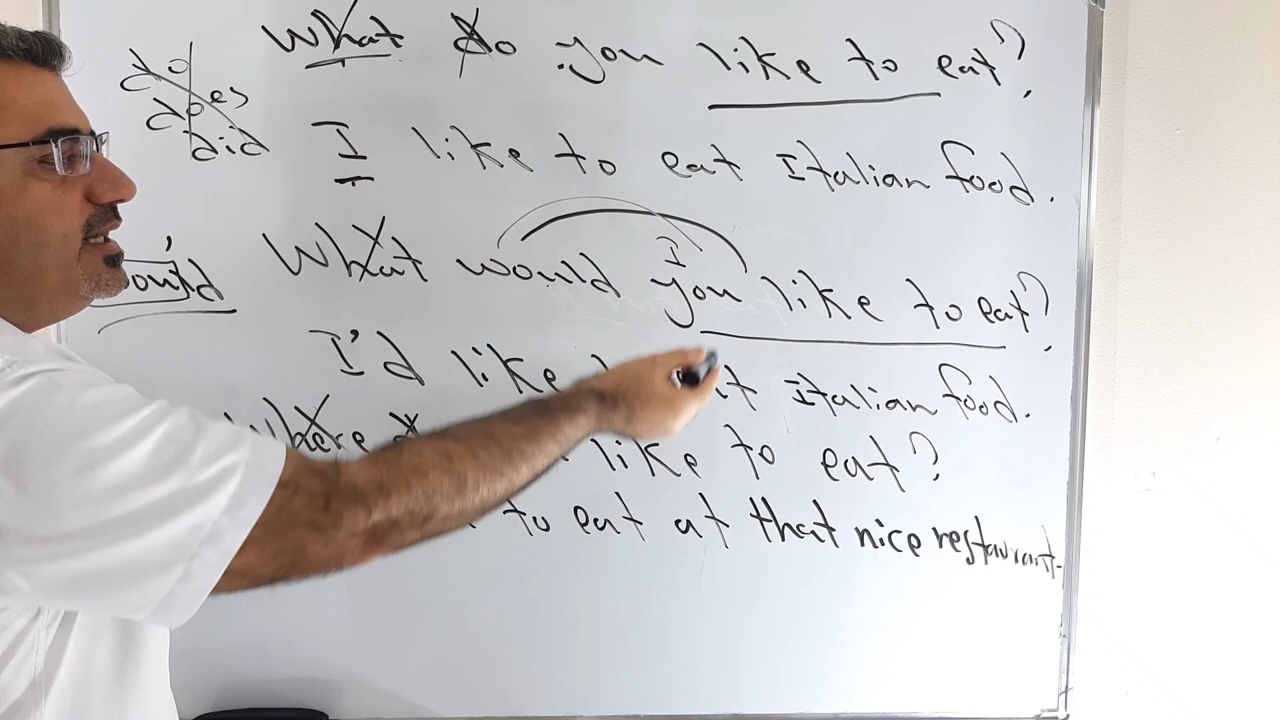 What do you like to eat?
do
does
did
I like to eat Italian food.
What would I you like to eat?
I'd like Italian food.
Where like to eat?
to eat at that nice restaurant.